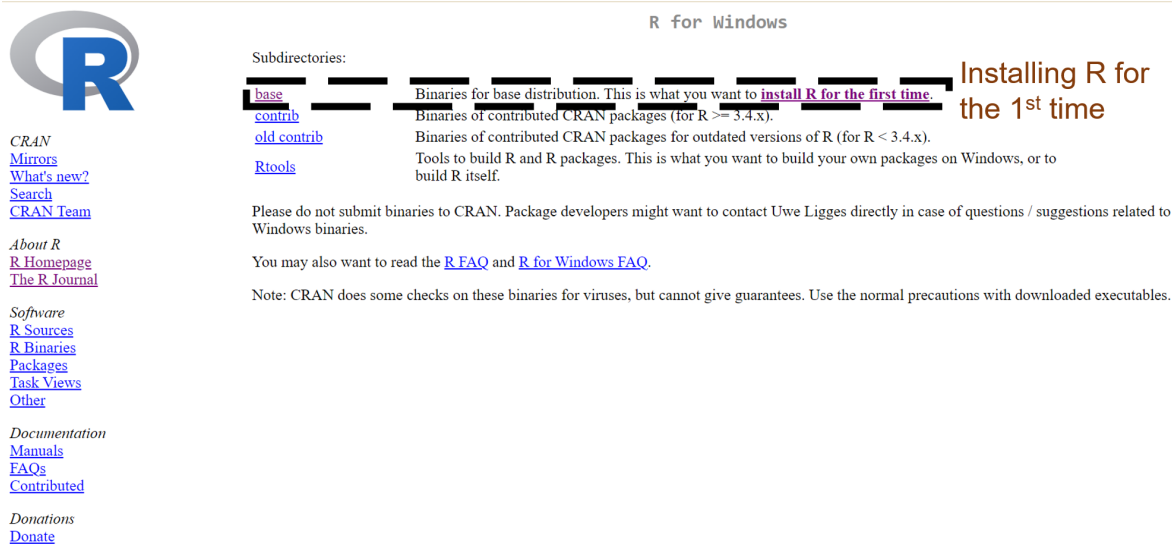 R
R for Windows
Subdirectories:
base Binaries for base distribution. This is what you want to install R for the first time.
contrib Binaries of contributed CRAN packages (for R >= 3.4.x).
old contrib Binaries of contributed CRAN packages for outdated versions of R (for R < 3.4.x).
Rtools Tools to build R and R packages. This is what you want to build your own packages on Windows, or to
build R itself.
Installing R for
the 1st time
Please do not submit binaries to CRAN. Package developers might want to contact Uwe Ligges directly in case of questions / suggestions related to
Windows binaries.
You may also want to read the R FAQ and R for Windows FAQ.
Note: CRAN does some checks on these binaries for viruses, but cannot give guarantees. Use the normal precautions with downloaded executables.
CRAN
Mirrors
What's new?
Search
CRAN Team
About R
R Homepage
The R Journal
Software
R Sources
R Binaries
Packages
Task Views
Other
Documentation
Manuals
FAQs
Contributed
Donations
Donate